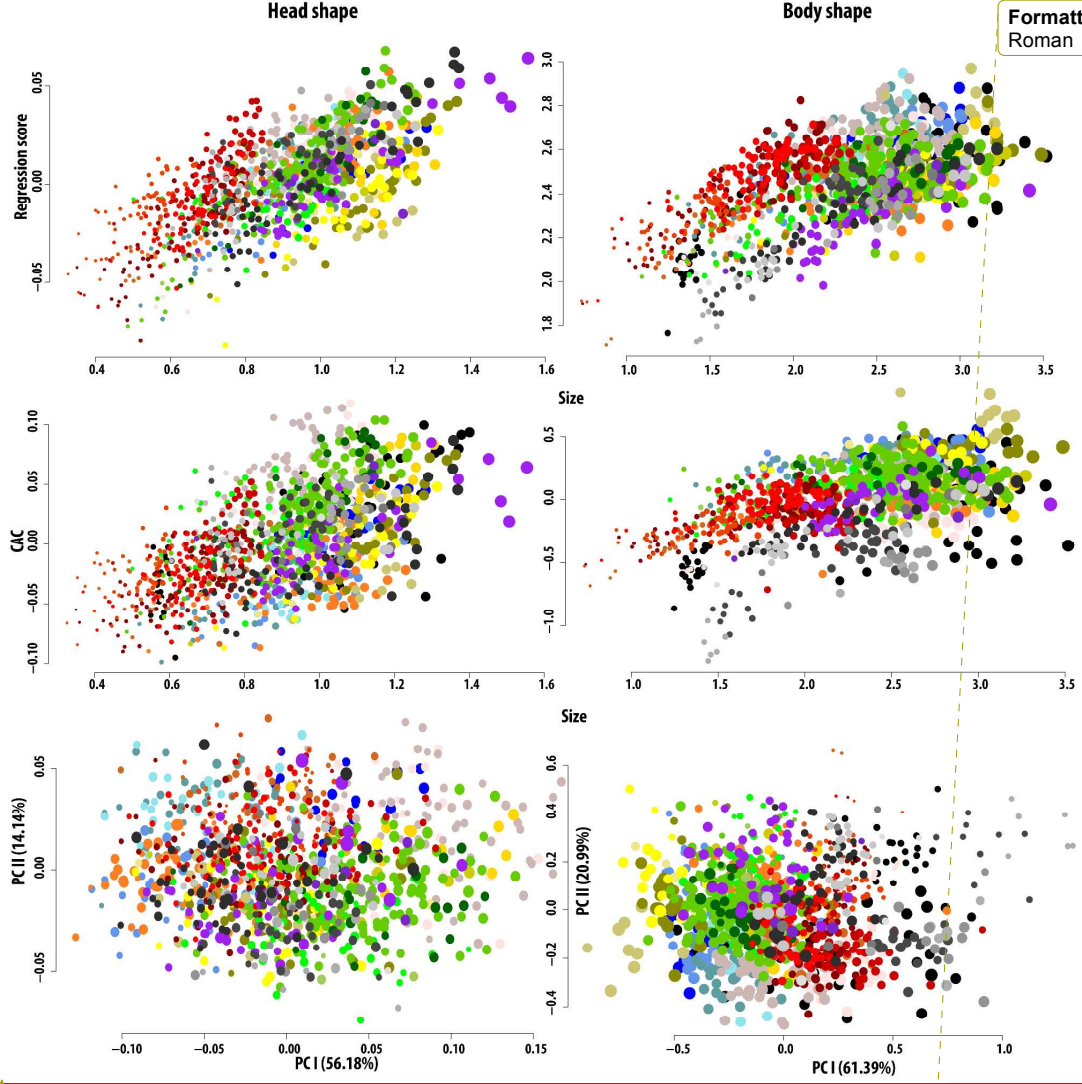 Head shape
Body shape
Formatt
Roman
Regression score
0.05
0.00
−0.05
0.4 0.6 0.8 1.0 1.2 1.4 1.6
3.0
2.8
2.6
2.4
2.2
2.0
1.8
1.0 1.5 2.0 2.5 3.0 3.5
Size
CAC
0.10
0.05
0.00
−0.05
−0.10
0.4 0.6 0.8 1.0 1.2 1.4 1.6
0.5
0.0
−0.5
−1.0
1.0 1.5 2.0 2.5 3.0 3.5
Size
PC II (14.14%)
0.05
0.00
−0.05
−0.10 −0.05 0.00 0.05 0.10 0.15
PC I (56.18%)
PC II (20.99%)
0.6
0.4
0.2
0.0
−0.2
−0.4
−0.5 0.0 0.5 1.0
PC I (61.39%)